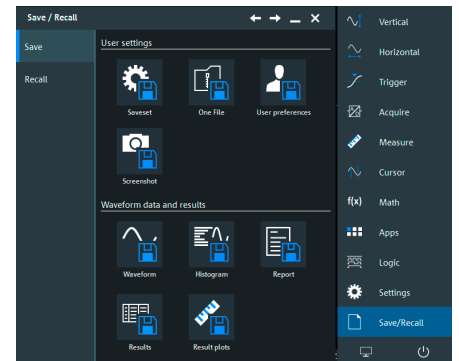 Save / Recall
Save
Recall
User settings
Saveset
One File
User preferences
Screenshot
Waveform data and results
Waveform
Histogram
Report
Results
Result plots
Vertical
Horizontal
Trigger
Acquire
Measure
Cursor
f(x) Math
Apps
Logic
Settings
Save/Recall